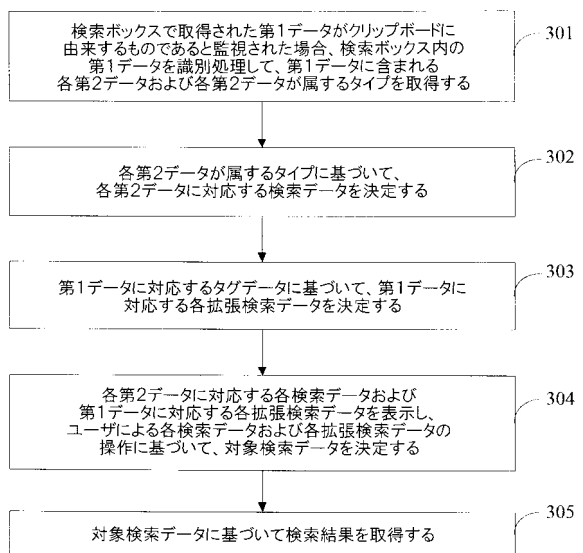 検索ボックスで取得された第1データがクリップボードに
由来するものであると監視された場合、検索ボックス内の
第1データを識別処理して、第1データに含まれる
各第2データおよび各第2データが属するタイプを取得する
301
各第2データが属するタイプに基づいて、
各第2データに対応する検索データを決定する
302
第1データに対応するタグデータに基づいて、第1データに
対応する各拡張検索データを決定する
303
各第2データに対応する各検索データおよび
第1データに対応する各拡張検索データを表示し、
ユーザによる各検索データおよび各拡張検索データの
操作に基づいて、対象検索データを決定する
304
対象検索データに基づいて検索結果を取得する
305